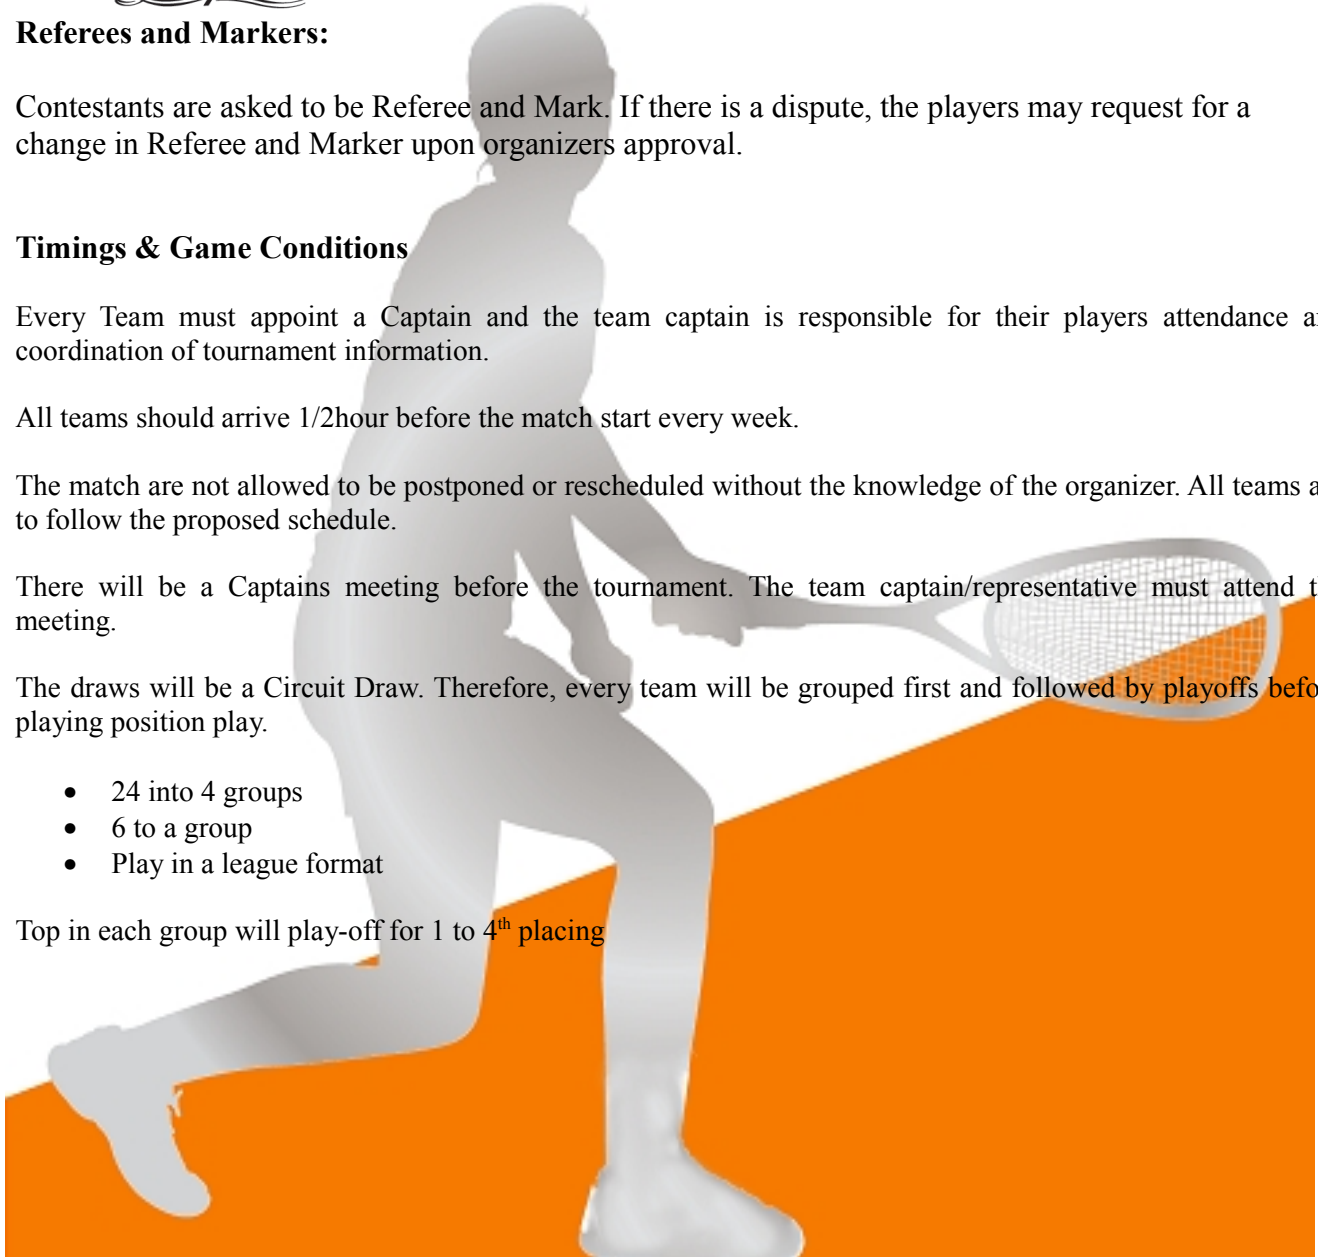 Referees and Markers:
Contestants are asked to be Referee and Mark. If there is a dispute, the players may request for a
change in Referee and Marker upon organizers approval.
Timings & Game Conditions
Every Team must appoint a Captain and the team captain is responsible for their players attendance
coordination of tournament information.
All teams should arrive 1/2hour before the match start every week.
The match are not allowed to be postponed or rescheduled without the knowledge of the organizer. All teams
to follow the proposed schedule.
There will be a Captains meeting before the tournament. The team captain/representative must attend
meeting.
The draws will be a Circuit Draw. Therefore, every team will be grouped first and followed by playoffs
playing position play.
• 24 into 4 groups
• 6 to a group
• Play in a league format
Top in each group will play-off for 1 to 4th placing